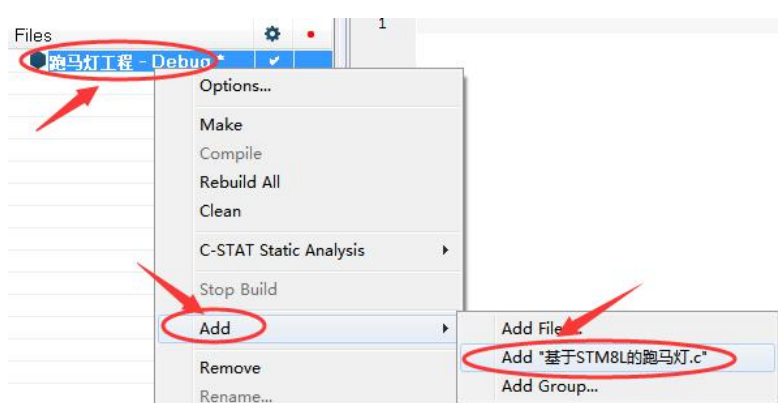 Files
1
跑马灯工程 - Debug *
Options...
Make
Compile
Rebuild All
Clean
C-STAT Static Analysis
Stop Build
Add
Add Files...
Add "基于STM8L的跑马灯.c"
Remove
Add Group...
Rename...